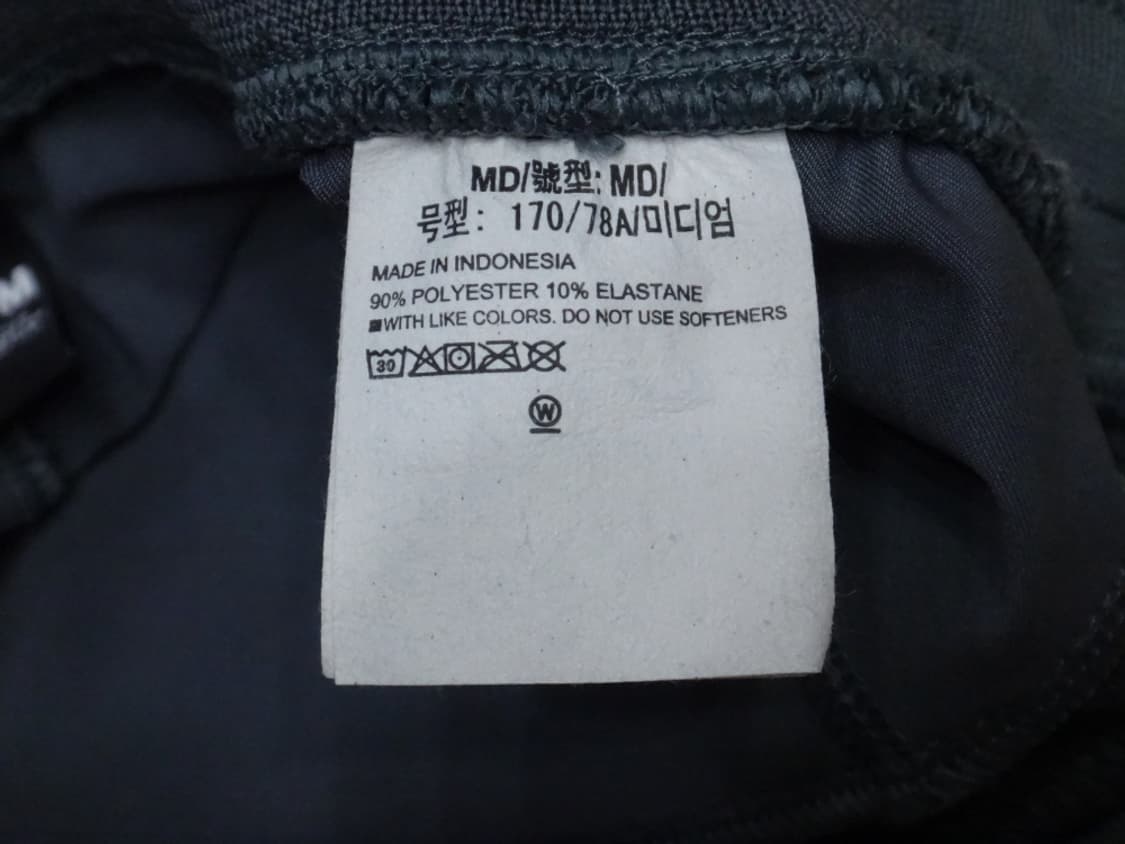 MD/號型: MD/
号型: 170/78A/미디엄
MADE IN INDONESIA
90% POLYESTER 10% ELASTANE
WITH LIKE COLORS. DO NOT USE SOFTENERS
30
W
M